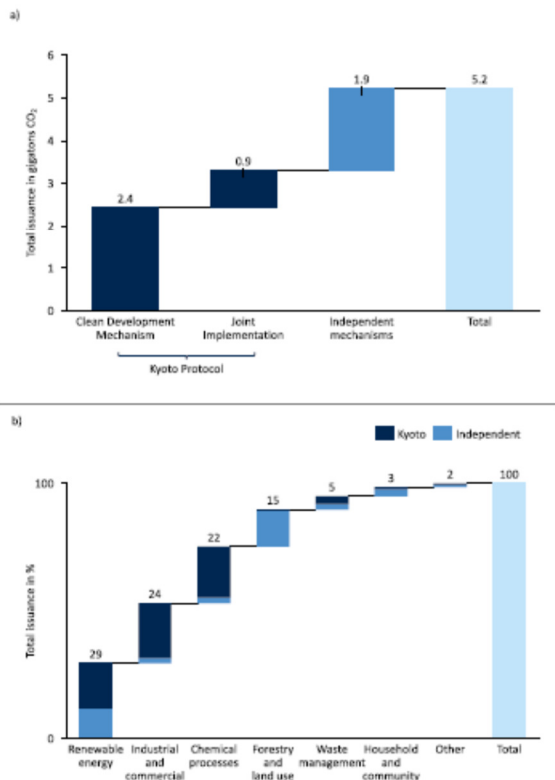 a)
Total issuance in gigatons CO₂
6
5
4
3
2
1
0
2.4
0.9
1.9
5.2
Clean Development
Mechanism
Joint
Implementation
Independent
mechanisms
Total
Kyoto Protocol
b)
Kyoto
Independent
Total issuance in %
100
0
29
24
22
15
5
3
2
100
Renewable
energy
Industrial
and
commercial
Chemical
processes
Forestry
and
land use
Waste
management
Household
and
community
Other
Total